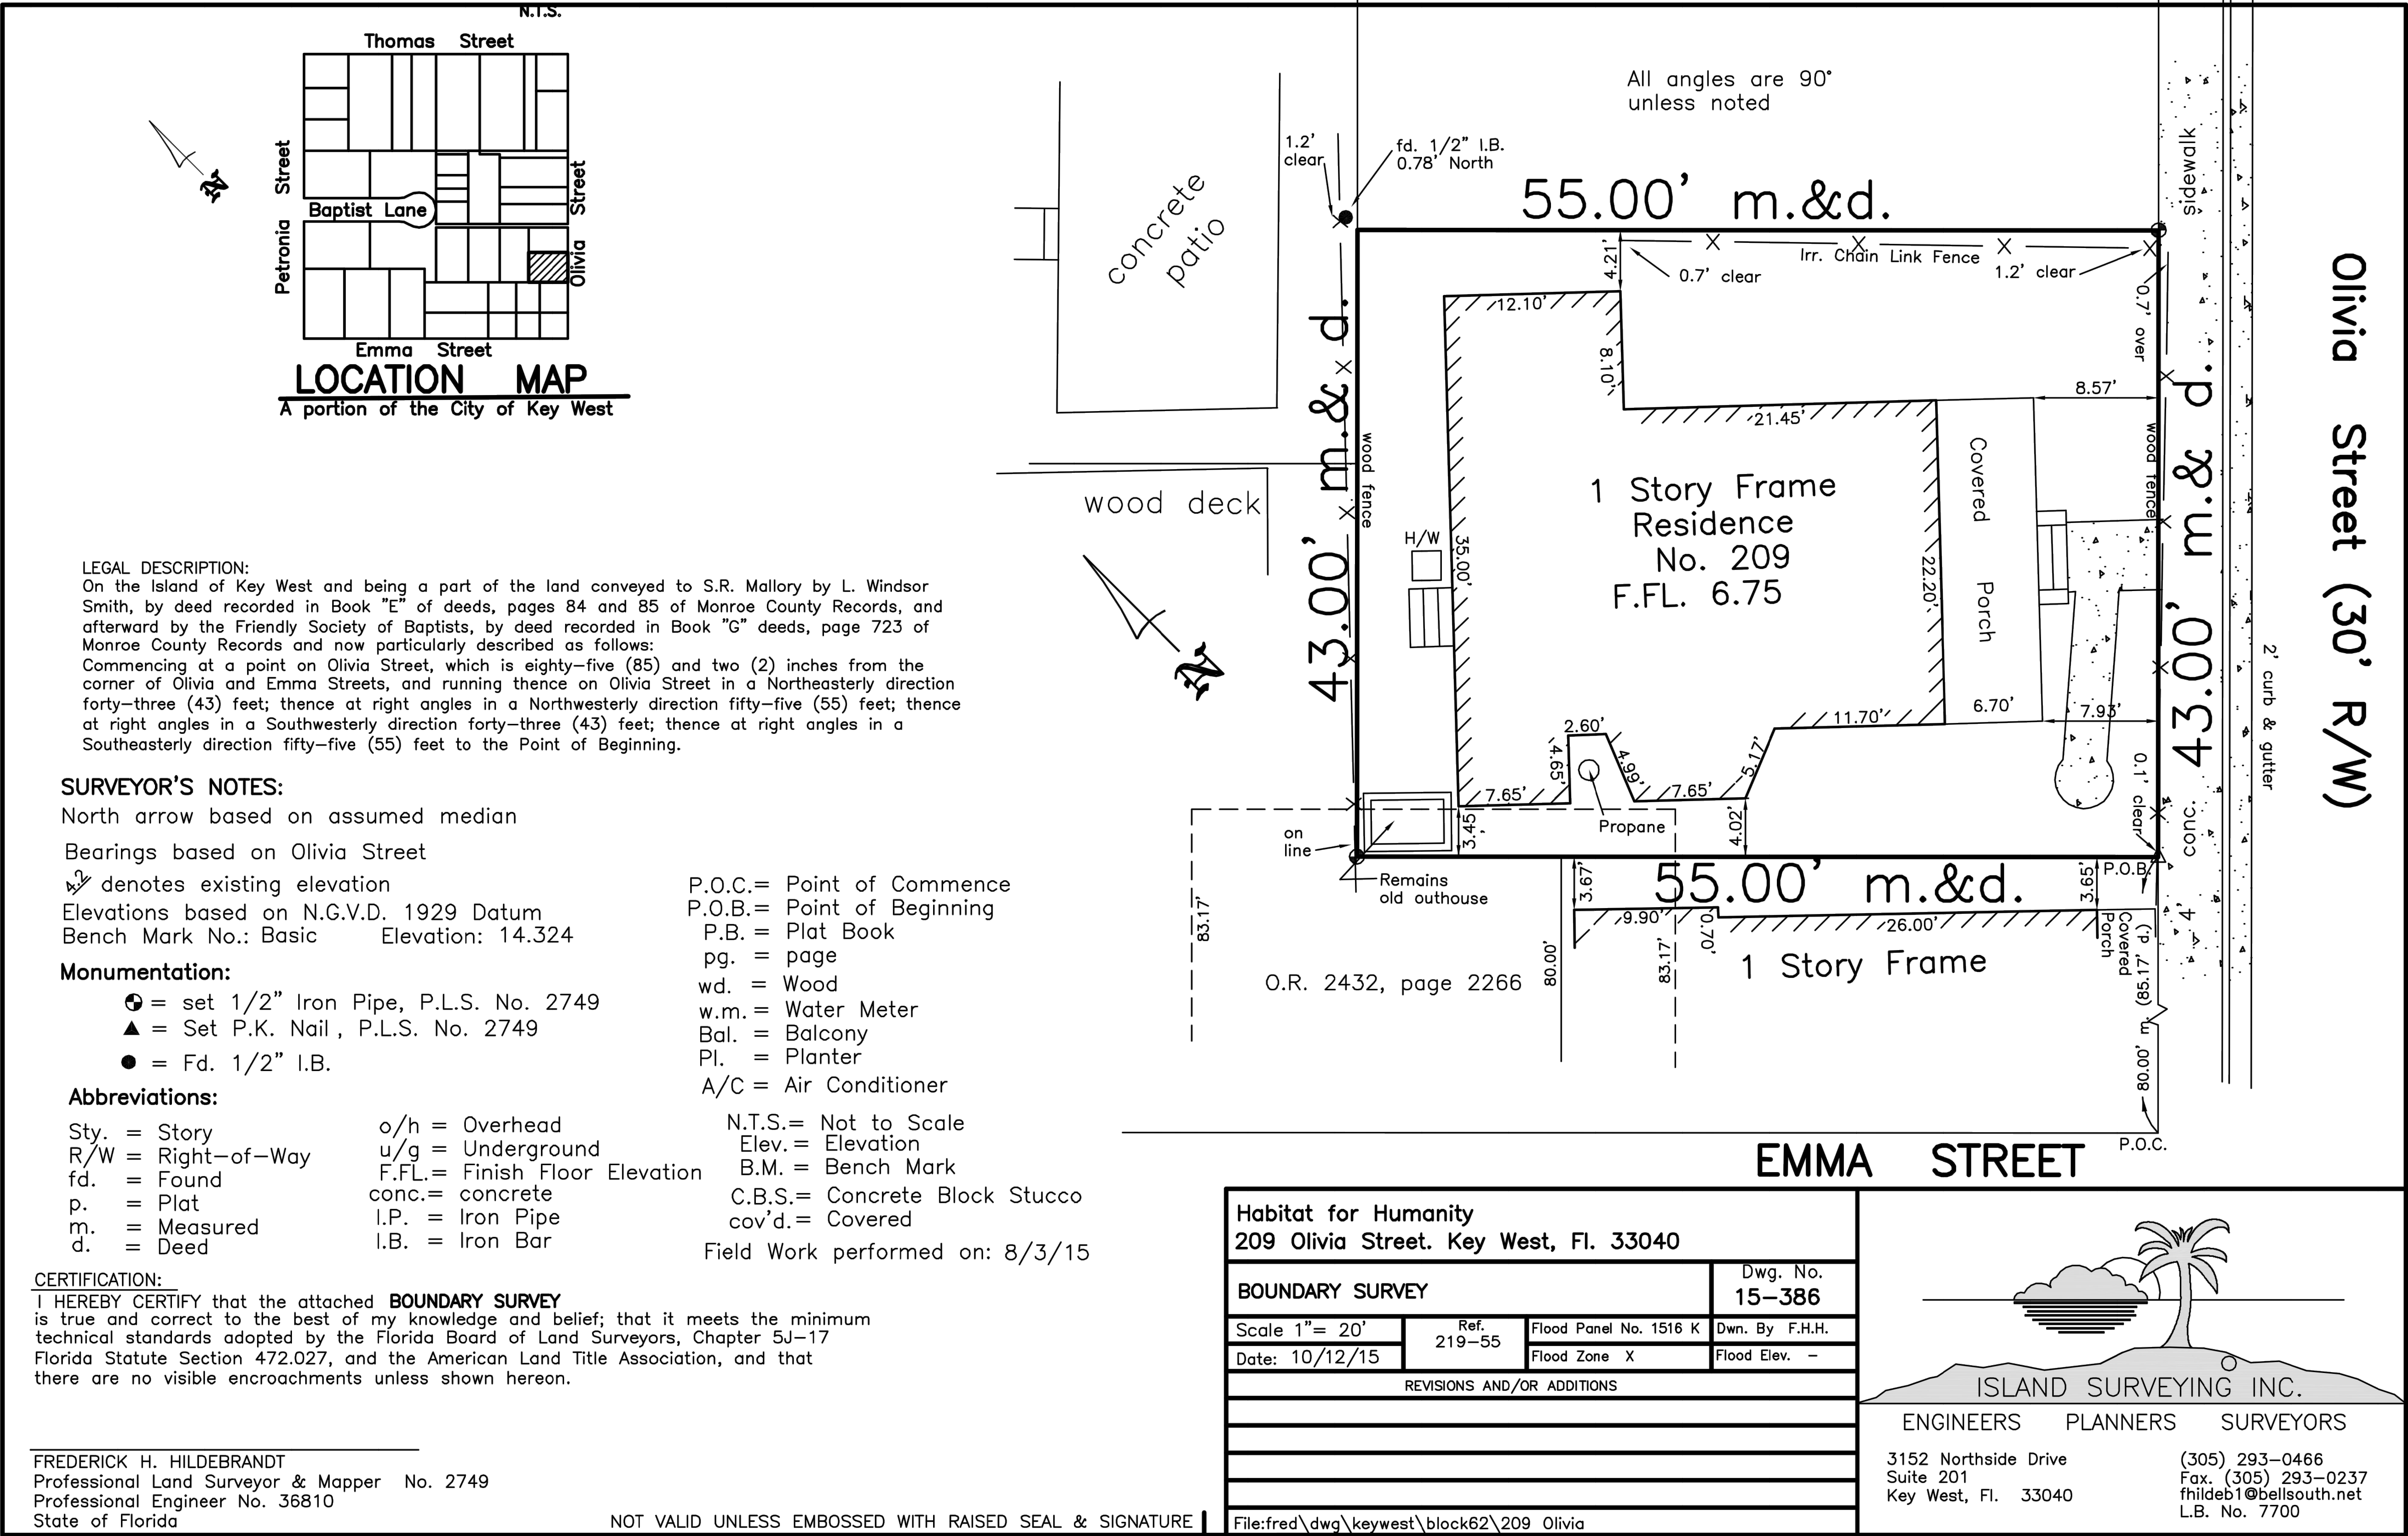 N.T.S.
Thomas Street
Petronia Street
Baptist Lane
Olivia Street
Emma Street
N
LOCATION MAP
A portion of the City of Key West
LEGAL DESCRIPTION:
On the Island of Key West and being a part of the land conveyed to S.R. Mallory by L. Windsor
Smith, by deed recorded in Book "E" of deeds, pages 84 and 85 of Monroe County Records, and
afterward by the Friendly Society of Baptists, by deed recorded in Book "G" deeds, page 723 of
Monroe County Records and now particularly described as follows:
Commencing at a point on Olivia Street, which is eighty-five (85) and two (2) inches from the
corner of Olivia and Emma Streets, and running thence on Olivia Street in a Northeasterly direction
forty-three (43) feet; thence at right angles in a Northwesterly direction fifty-five (55) feet; thence
at right angles in a Southwesterly direction forty-three (43) feet; thence at right angles in a
Southeasterly direction fifty-five (55) feet to the Point of Beginning.
SURVEYOR'S NOTES:
North arrow based on assumed median
Bearings based on Olivia Street
4.2 denotes existing elevation
Elevations based on N.G.V.D. 1929 Datum
Bench Mark No.: Basic Elevation: 14.324
Monumentation:
= set 1/2" Iron Pipe, P.L.S. No. 2749
= Set P.K. Nail, P.L.S. No. 2749
= Fd. 1/2" I.B.
Abbreviations:
Sty. = Story
R/W = Right-of-Way
fd. = Found
p. = Plat
m. = Measured
d. = Deed
o/h = Overhead
u/g = Underground
F.FL.= Finish Floor Elevation
conc.= concrete
I.P. = Iron Pipe
I.B. = Iron Bar
P.O.C.= Point of Commence
P.O.B.= Point of Beginning
P.B. = Plat Book
pg. = page
wd. = Wood
w.m. = Water Meter
Bal. = Balcony
Pl. = Planter
A/C = Air Conditioner
N.T.S.= Not to Scale
Elev.= Elevation
B.M. = Bench Mark
C.B.S.= Concrete Block Stucco
cov'd.= Covered
Field Work performed on: 8/3/15
CERTIFICATION:
I HEREBY CERTIFY that the attached BOUNDARY SURVEY
is true and correct to the best of my knowledge and belief; that it meets the minimum
technical standards adopted by the Florida Board of Land Surveyors, Chapter 5J-17
Florida Statute Section 472.027, and the American Land Title Association, and that
there are no visible encroachments unless shown hereon.
FREDERICK H. HILDEBRANDT
Professional Land Surveyor & Mapper No. 2749
Professional Engineer No. 36810
State of Florida
NOT VALID UNLESS EMBOSSED WITH RAISED SEAL & SIGNATURE
All angles are 90°
unless noted
concrete
patio
1.2'
clear
fd. 1/2" I.B.
0.78' North
55.00' m.&d.
sidewalk
Olivia Street (30' R/W)
4.21'
0.7' clear
Irr. Chain Link Fence
1.2' clear
0.7' over
12.10'
8.10'
21.45'
8.57'
43.00' m.& d.
wood fence
wood deck
N
H/W
35.00'
1 Story Frame
Residence
No. 209
F.FL. 6.75
22.20'
Covered Porch
wood fence
43.00' m.& d.
2' curb & gutter
6.70'
7.93'
11.70'
2.60'
4.65'
4.99'
5.17'
7.65'
7.65'
0.1' clear
3.45'
Propane
4.02'
on
line
Remains
old outhouse
3.67'
55.00' m.&d.
3.65'
P.O.B.
4' conc.
83.17'
9.90'
0.70'
26.00'
Covered
Porch
80.00'
83.17'
1 Story Frame
O.R. 2432, page 2266
80.00' m. (85.17' d.)
P.O.C.
EMMA STREET
Habitat for Humanity
209 Olivia Street. Key West, Fl. 33040
BOUNDARY SURVEY
Dwg. No.
15-386
Scale 1"= 20'
Ref.
219-55
Flood Panel No. 1516 K
Dwn. By F.H.H.
Date: 10/12/15
Flood Zone X
Flood Elev. -
REVISIONS AND/OR ADDITIONS
File:fred\dwg\keywest\block62\209 Olivia
ISLAND SURVEYING INC.
ENGINEERS PLANNERS SURVEYORS
3152 Northside Drive
Suite 201
Key West, Fl. 33040
(305) 293-0466
Fax. (305) 293-0237
fhildeb1@bellsouth.net
L.B. No. 7700